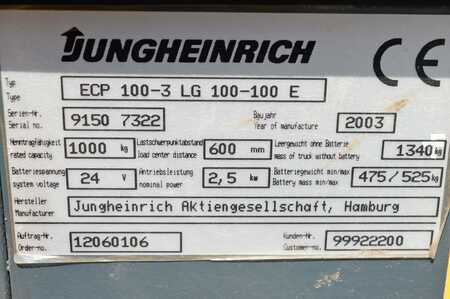 JUNGHEINRICH CE
Typ
Type ECP 100-3 LG 100-100 E
Serien-Nr. Baujahr
Serial no. 9150 7322 Year of manufacture 2003
Nenntragfähigkeit Lastschwerpunktabstand Leergewicht ohne Batterie
rated capacity 1000 kg load center distance 600 mm mass of truck without battery 1340 kg
Batteriespannung Antriebsleistung Batteriegewicht min/max
system voltage 24 V nominal power 2,5 kw Battery mass min/max 475/525 kg
Hersteller
Manufacturer Jungheinrich Aktiengesellschaft, Hamburg
Auftrag-Nr. Kunden-Nr.
Order-no. 12060106 Customer-no. 99922200